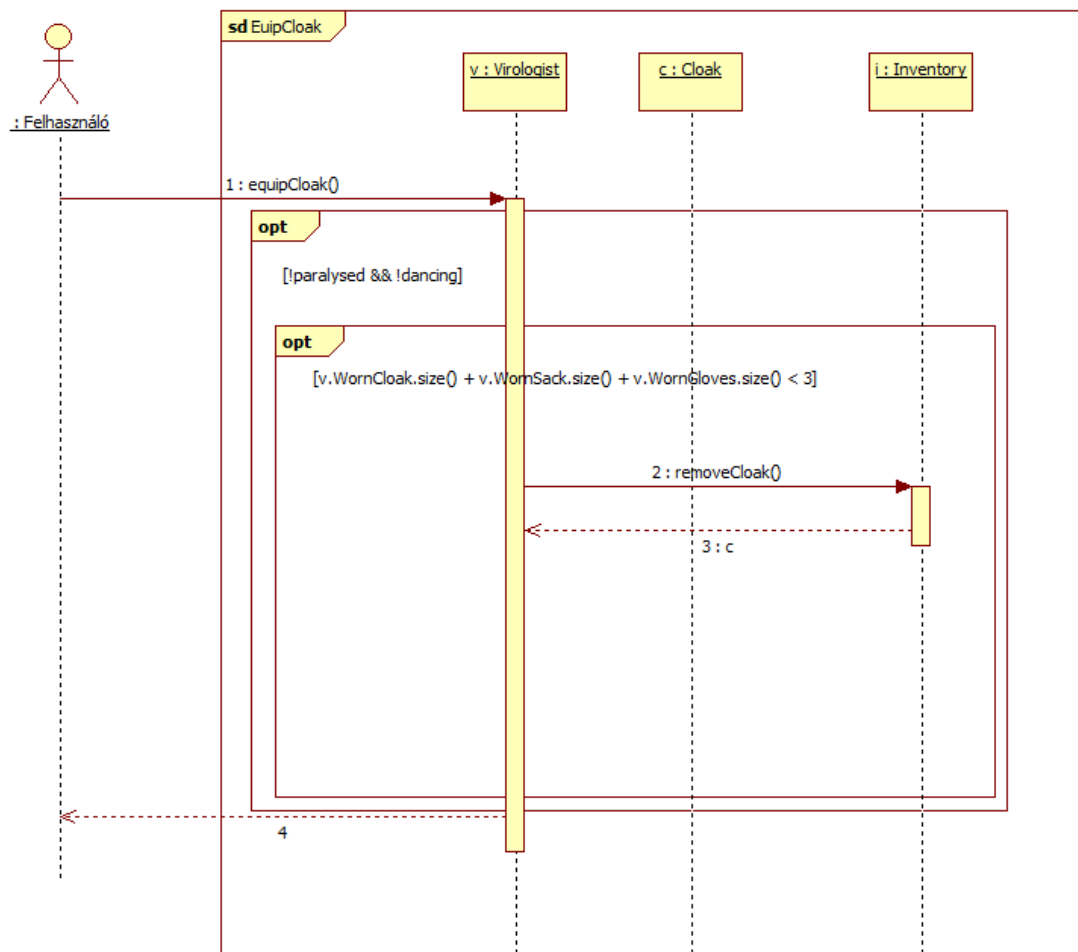 sd EuipCloak
v : Virologist
c : Cloak
i : Inventory
: Felhasználó
1 : equipCloak()
opt
[!paralysed && !dancing]
opt
[v.WornCloak.size() + v.WornSack.size() + v.WornGloves.size() < 3]
2 : removeCloak()
3 : c
4